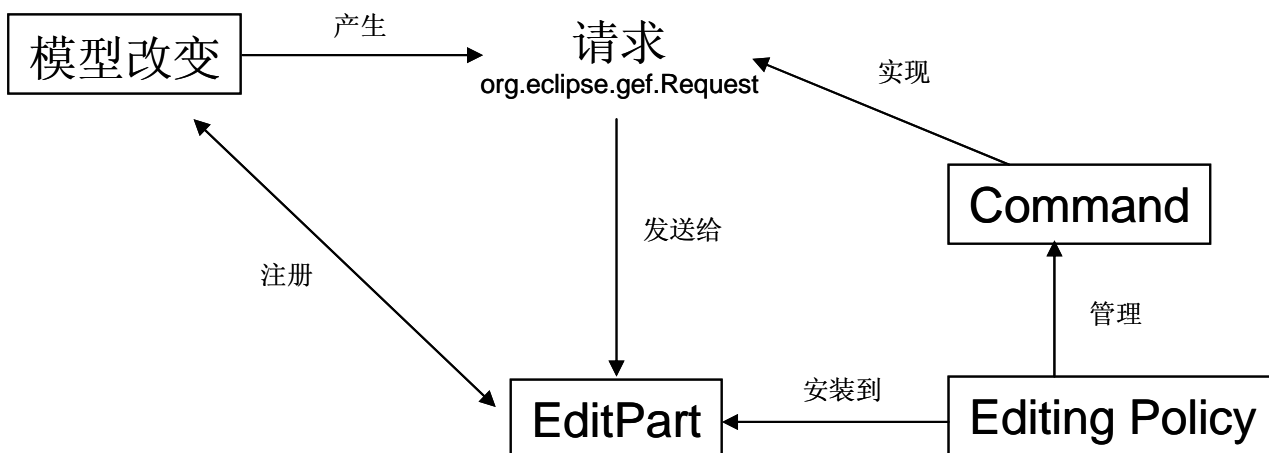 模型改变
产生
请求
org.eclipse.gef.Request
实现
Command
发送给
注册
管理
EditPart
安装到
Editing Policy